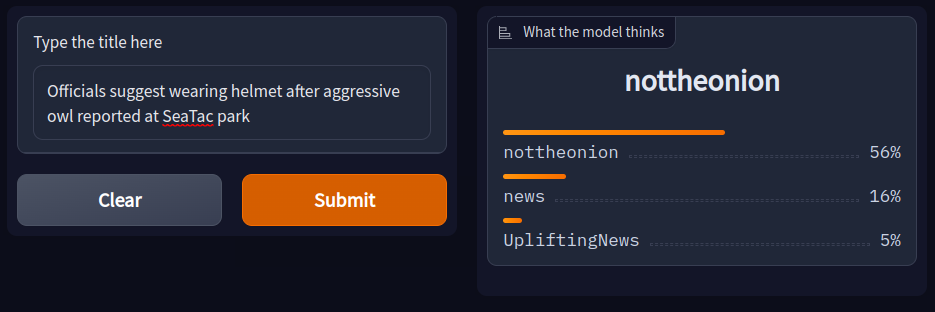 Type the title here
Officials suggest wearing helmet after aggressive
owl reported at SeaTac park
Clear
Submit
What the model thinks
nottheonion
nottheonion 56%
news 16%
UpliftingNews 5%